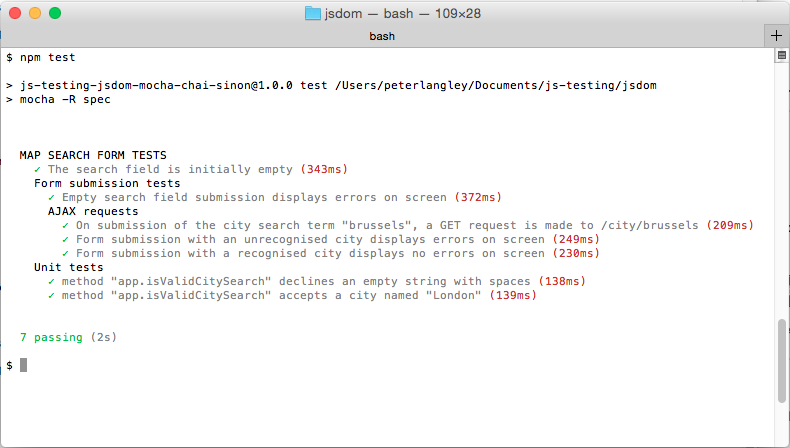 jsdom — bash — 109×28
bash
$ npm test
> js-testing-jsdom-mocha-chai-sinon@1.0.0 test /Users/peterlangley/Documents/js-testing/jsdom
> mocha -R spec
MAP SEARCH FORM TESTS
✓ The search field is initially empty (343ms)
Form submission tests
✓ Empty search field submission displays errors on screen (372ms)
AJAX requests
✓ On submission of the city search term "brussels", a GET request is made to /city/brussels (209ms)
✓ Form submission with an unrecognised city displays errors on screen (249ms)
✓ Form submission with a recognised city displays no errors on screen (230ms)
Unit tests
✓ method "app.isValidCitySearch" declines an empty string with spaces (138ms)
✓ method "app.isValidCitySearch" accepts a city named "London" (139ms)
7 passing (2s)
$